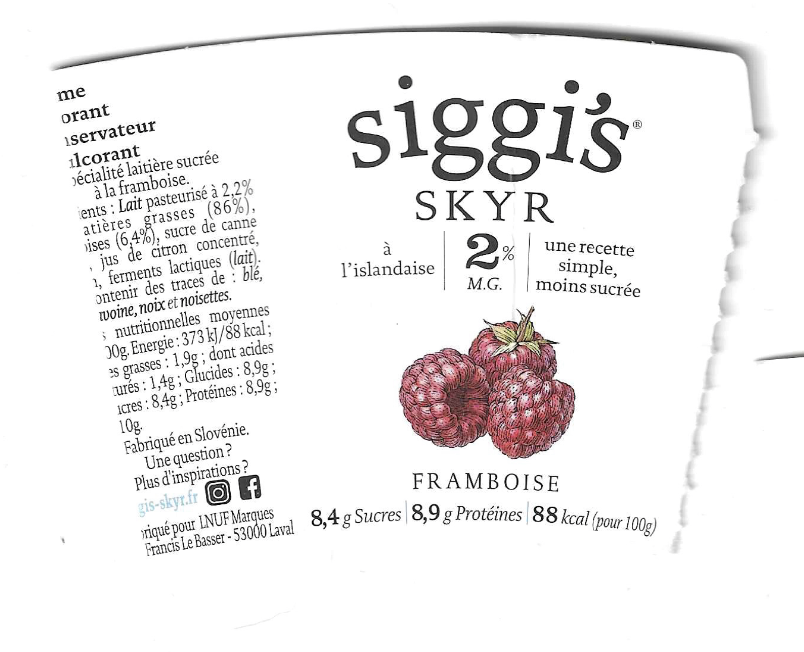 me
orant
servateur
lcorant
écialité laitière sucrée
à la framboise.
ents : Lait pasteurisé à 2,2%
atières grasses (86%),
oises (6,4%), sucre de canne
, jus de citron concentré,
, ferments lactiques (lait).
ontenir des traces de : blé,
voine, noix et noisettes.
s nutritionnelles moyennes
00g. Energie : 373 kJ/88 kcal ;
es grasses : 1,9g ; dont acides
turés : 1,4g ; Glucides : 8,9g ;
ucres : 8,4g ; Protéines : 8,9g ;
10g.
Fabriqué en Slovénie.
Une question ?
Plus d'inspirations ?
gis-skyr.fr
riqué pour LNUF Marques
Francis Le Basser - 53000 Laval
siggi's®
SKYR
à
l'islandaise
2%
M.G.
une recette
simple,
moins sucrée
FRAMBOISE
8,4 g Sucres | 8,9 g Protéines | 88 kcal (pour 100g)